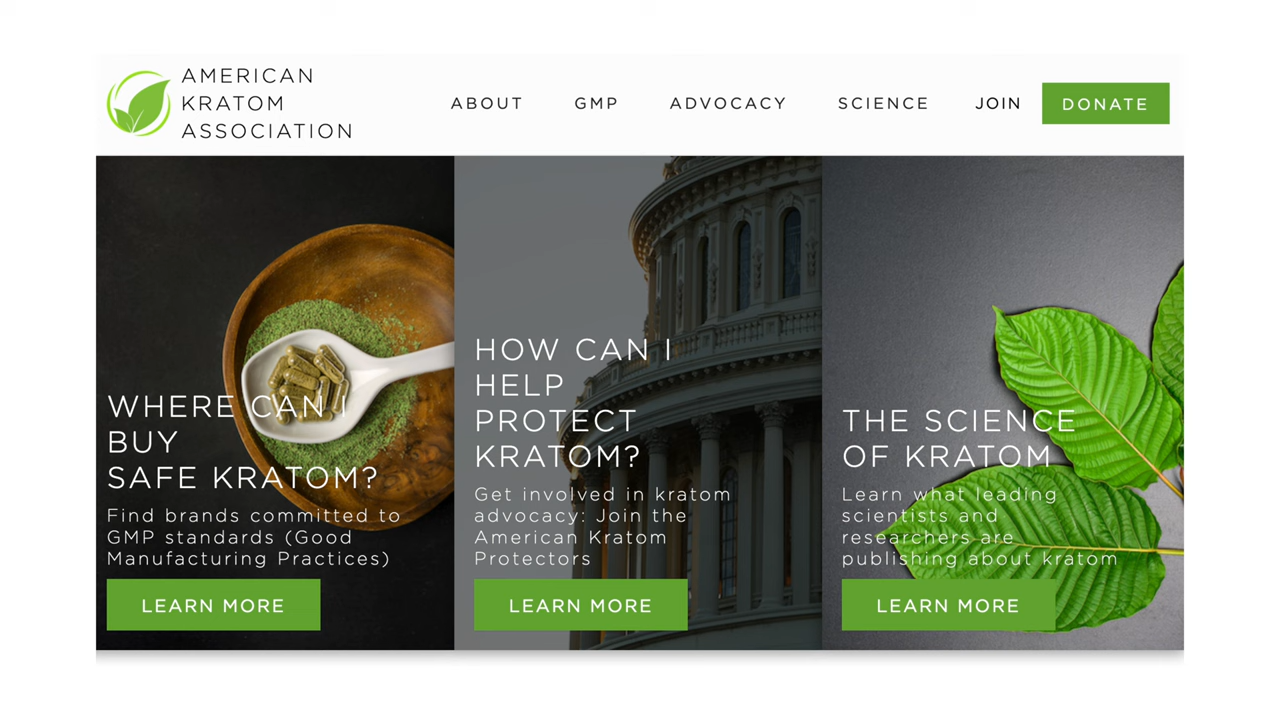 AMERICAN
KRATOM
ASSOCIATION
ABOUT GMP ADVOCACY SCIENCE JOIN DONATE
WHERE CAN I
BUY
SAFE KRATOM?
Find brands committed to
GMP standards (Good
Manufacturing Practices)
LEARN MORE
HOW CAN I
HELP
PROTECT
KRATOM?
Get involved in kratom
advocacy: Join the
American Kratom
Protectors
LEARN MORE
THE SCIENCE
OF KRATOM
Learn what leading
scientists and
researchers are
publishing about kratom
LEARN MORE